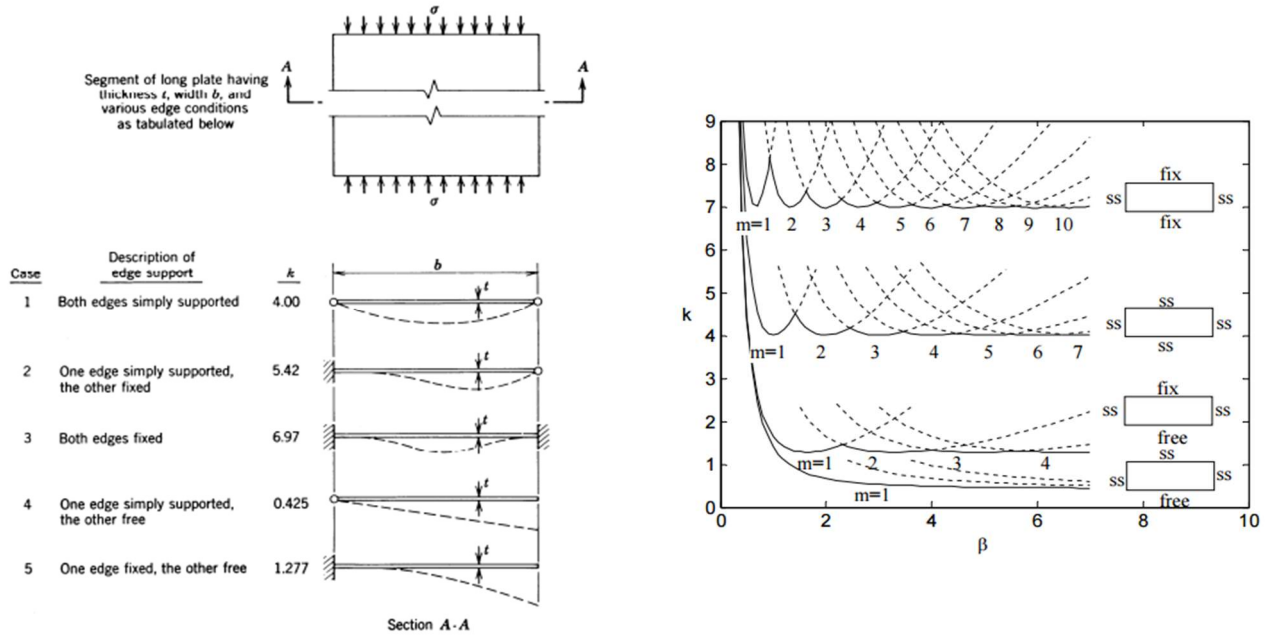 σ
A
A
Segment of long plate having
thickness t, width b, and
various edge conditions
as tabulated below
σ
Case
Description of
edge support
k
b
t
1 Both edges simply supported 4.00
t
2 One edge simply supported, 5.42
the other fixed
t
3 Both edges fixed 6.97
t
4 One edge simply supported, 0.425
the other free
t
5 One edge fixed, the other free 1.277
Section A-A
9
8
7
6
5
k
4
3
2
1
0
0 2 4 6 8 10
β
m=1 2 3 4 5 6 7 8 9 10
m=1 2 3 4 5 6 7
m=1 2 3 4
m=1
fix
ss ss
fix
ss
ss ss
ss
fix
ss ss
free
ss
ss ss
free